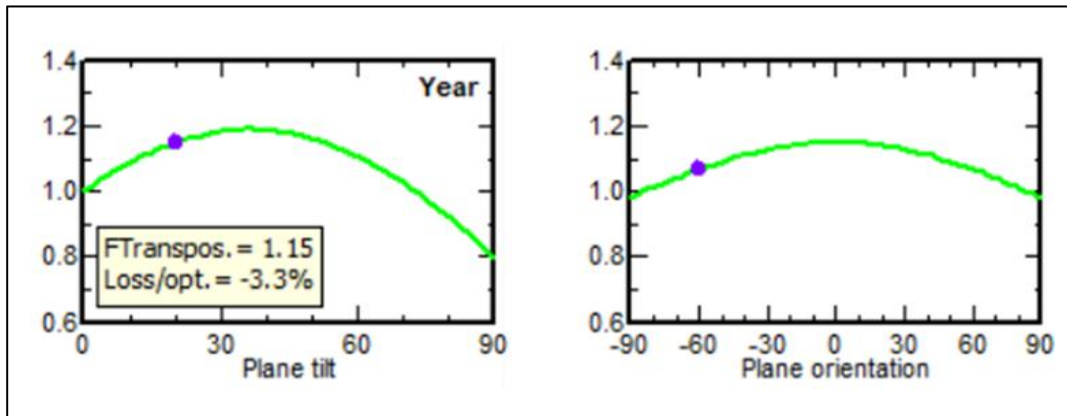 1.4
1.2
1.0
0.8
0.6
Year
FTranspos.= 1.15
Loss/opt.= -3.3%
0 30 60 90
Plane tilt
1.4
1.2
1.0
0.8
0.6
-90 -60 -30 0 30 60 90
Plane orientation